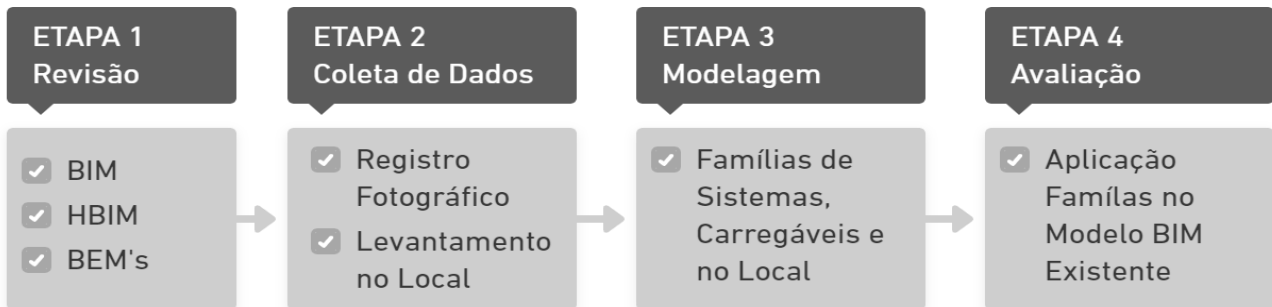 ETAPA 1
Revisão
BIM
HBIM
BEM's
ETAPA 2
Coleta de Dados
Registro
Fotográfico
Levantamento
no Local
ETAPA 3
Modelagem
Famílias de
Sistemas,
Carregáveis e
no Local
ETAPA 4
Avaliação
Aplicação
Famílas no
Modelo BIM
Existente